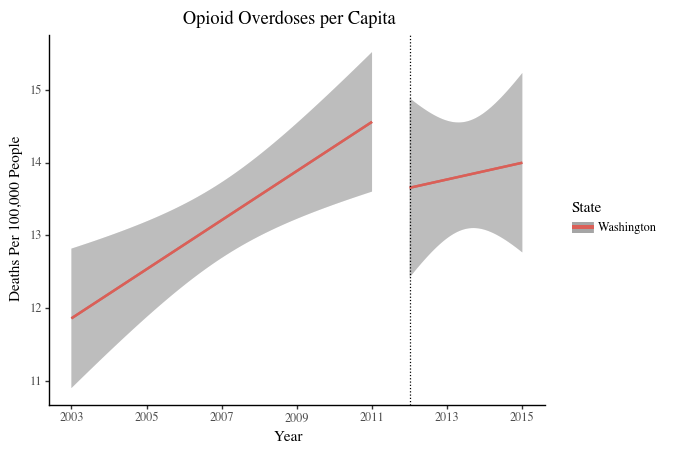 Opioid Overdoses per Capita
Deaths Per 100,000 People
15
14
13
12
11
2003 2005 2007 2009 2011 2013 2015
Year
State
Washington